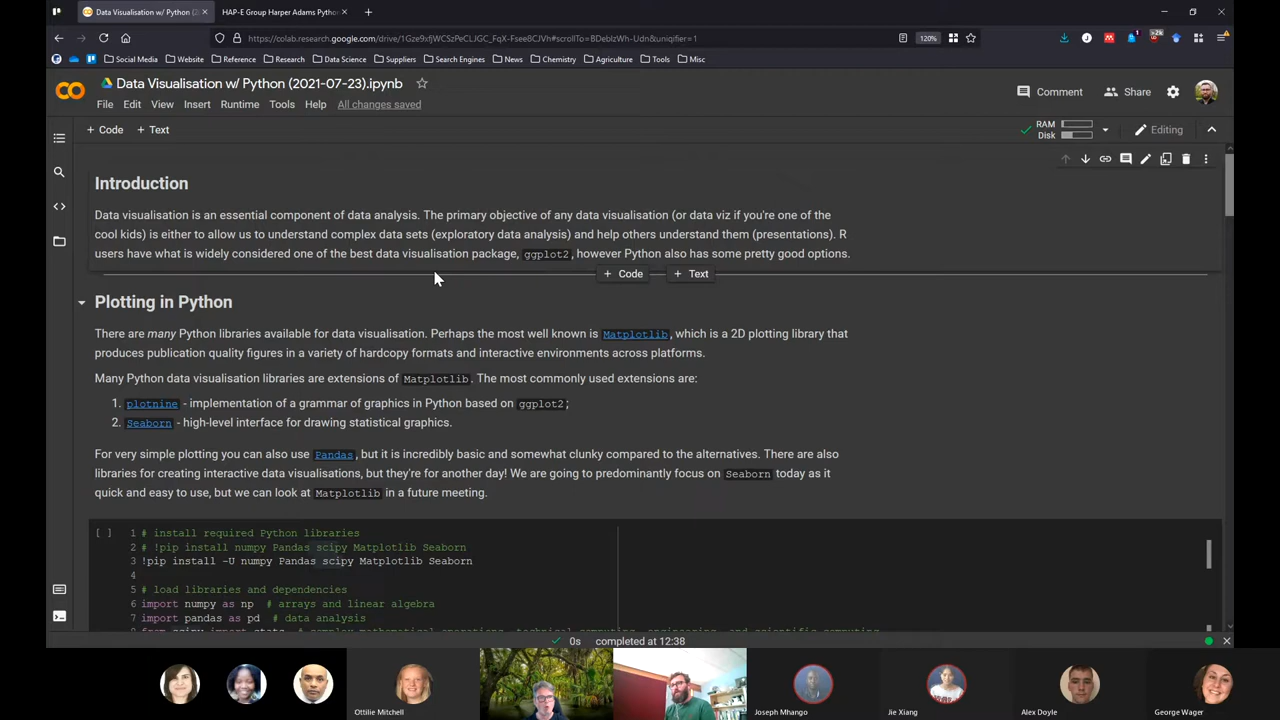 Data Visualisation w/ Python (2
HAP-E Group Harper Adams Pytho
https://colab.research.google.com/drive/1Gze9xfjWCSzPeCLJGC_FqX-Fsee8CJVh#scrollTo=BDeblzWh-Udn&uniqifier=1
120%
Social Media
Website
Reference
Research
Data Science
Suppliers
Search Engines
News
Chemistry
Agriculture
Tools
Misc
Data Visualisation w/ Python (2021-07-23).ipynb
Comment
Share
File Edit View Insert Runtime Tools Help All changes saved
+ Code + Text
RAM
Disk
Editing
Introduction
Data visualisation is an essential component of data analysis. The primary objective of any data visualisation (or data viz if you're one of the
cool kids) is either to allow us to understand complex data sets (exploratory data analysis) and help others understand them (presentations). R
users have what is widely considered one of the best data visualisation package, ggplot2, however Python also has some pretty good options.
+ Code + Text
Plotting in Python
There are many Python libraries available for data visualisation. Perhaps the most well known is Matplotlib, which is a 2D plotting library that
produces publication quality figures in a variety of hardcopy formats and interactive environments across platforms.
Many Python data visualisation libraries are extensions of Matplotlib. The most commonly used extensions are:
1. plotnine - implementation of a grammar of graphics in Python based on ggplot2;
2. Seaborn - high-level interface for drawing statistical graphics.
For very simple plotting you can also use Pandas, but it is incredibly basic and somewhat clunky compared to the alternatives. There are also
libraries for creating interactive data visualisations, but they're for another day! We are going to predominantly focus on Seaborn today as it
quick and easy to use, but we can look at Matplotlib in a future meeting.
[ ] 1 # install required Python libraries
2 # !pip install numpy Pandas scipy Matplotlib Seaborn
3 !pip install -U numpy Pandas scipy Matplotlib Seaborn
4
5 # load libraries and dependencies
6 import numpy as np # arrays and linear algebra
7 import pandas as pd # data analysis
0s completed at 12:38
Ottilie Mitchell
Joseph Mhango
Jie Xiang
Alex Doyle
George Wager